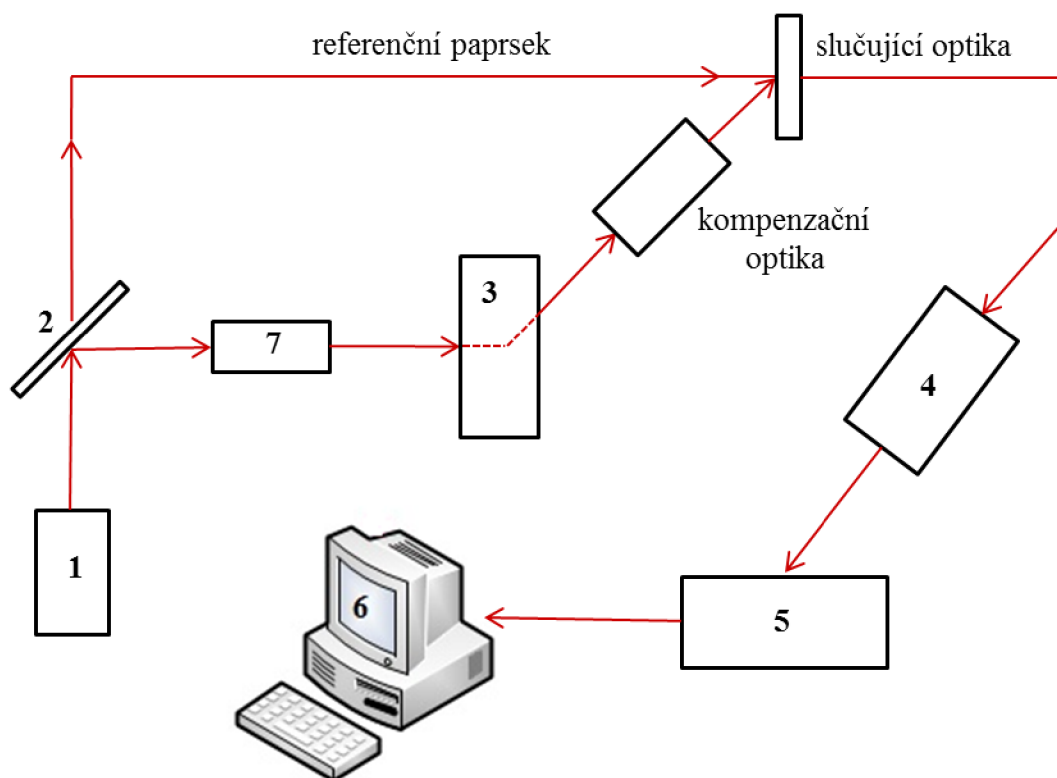 referenční paprsek
slučující optika
kompenzační
optika
2
3
7
4
1
6
5